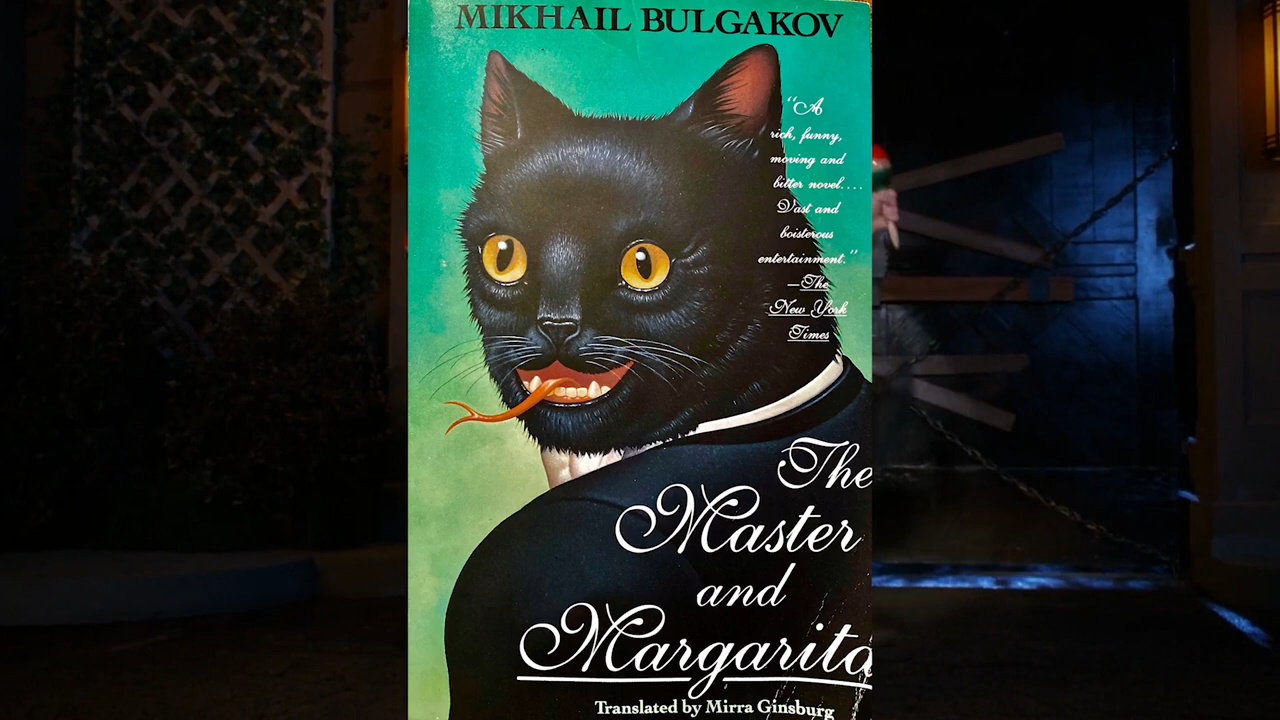 MIKHAIL BULGAKOV
“A
rich, funny,
moving and
bitter novel....
Vast and
boisterous
entertainment.”
—The
New York
Times
The
Master
and
Margarita
Translated by Mirra Ginsburg